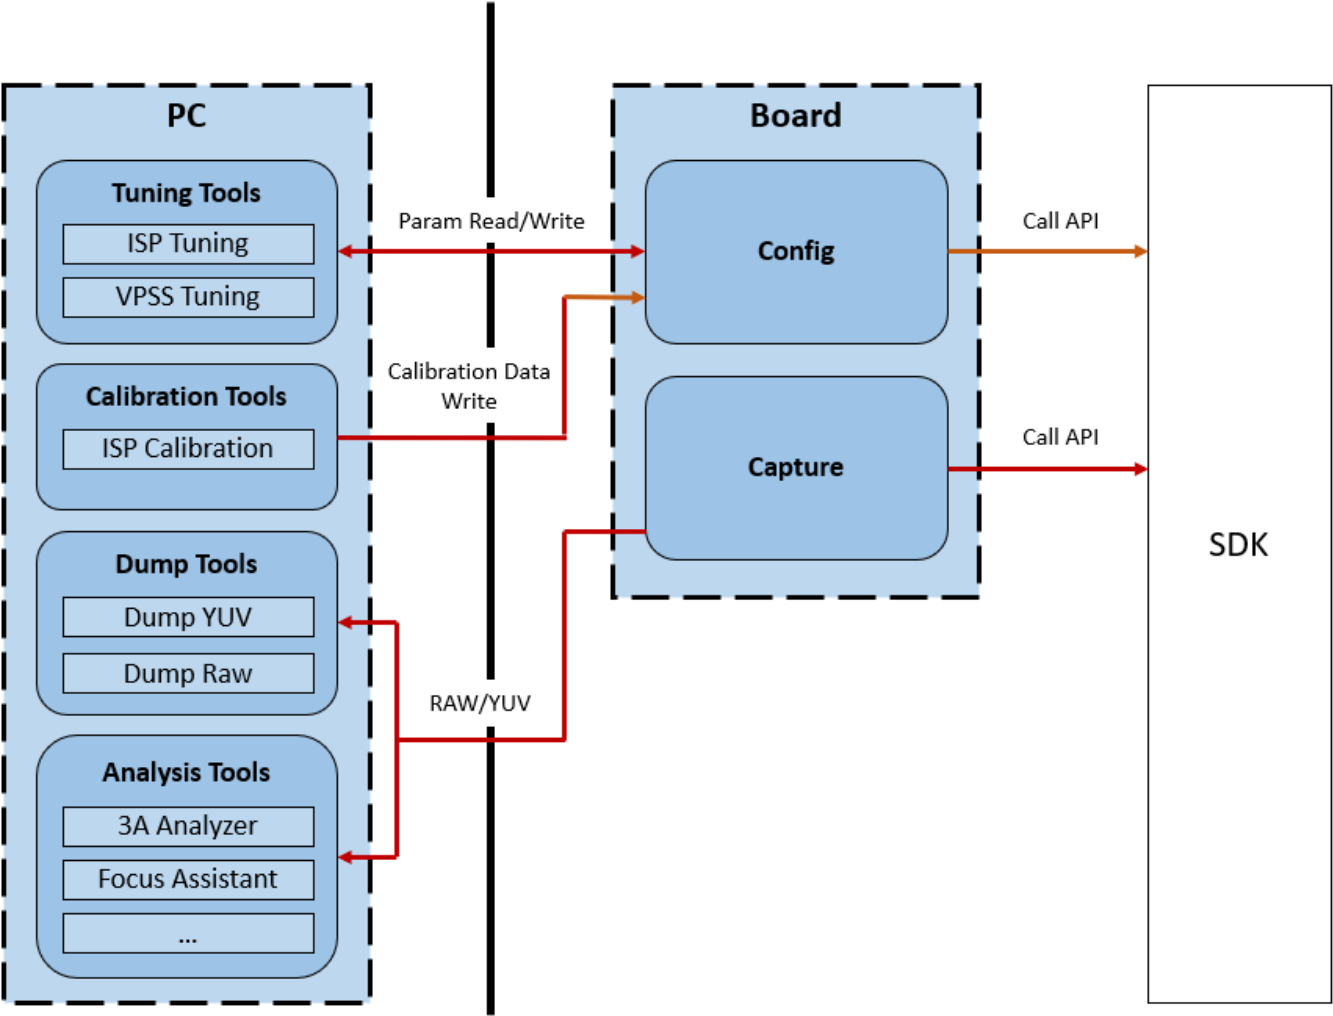 PC
Tuning Tools
ISP Tuning
VPSS Tuning
Calibration Tools
ISP Calibration
Dump Tools
Dump YUV
Dump Raw
Analysis Tools
3A Analyzer
Focus Assistant
...
Param Read/Write
Calibration Data
Write
RAW/YUV
Board
Config
Capture
Call API
Call API
SDK